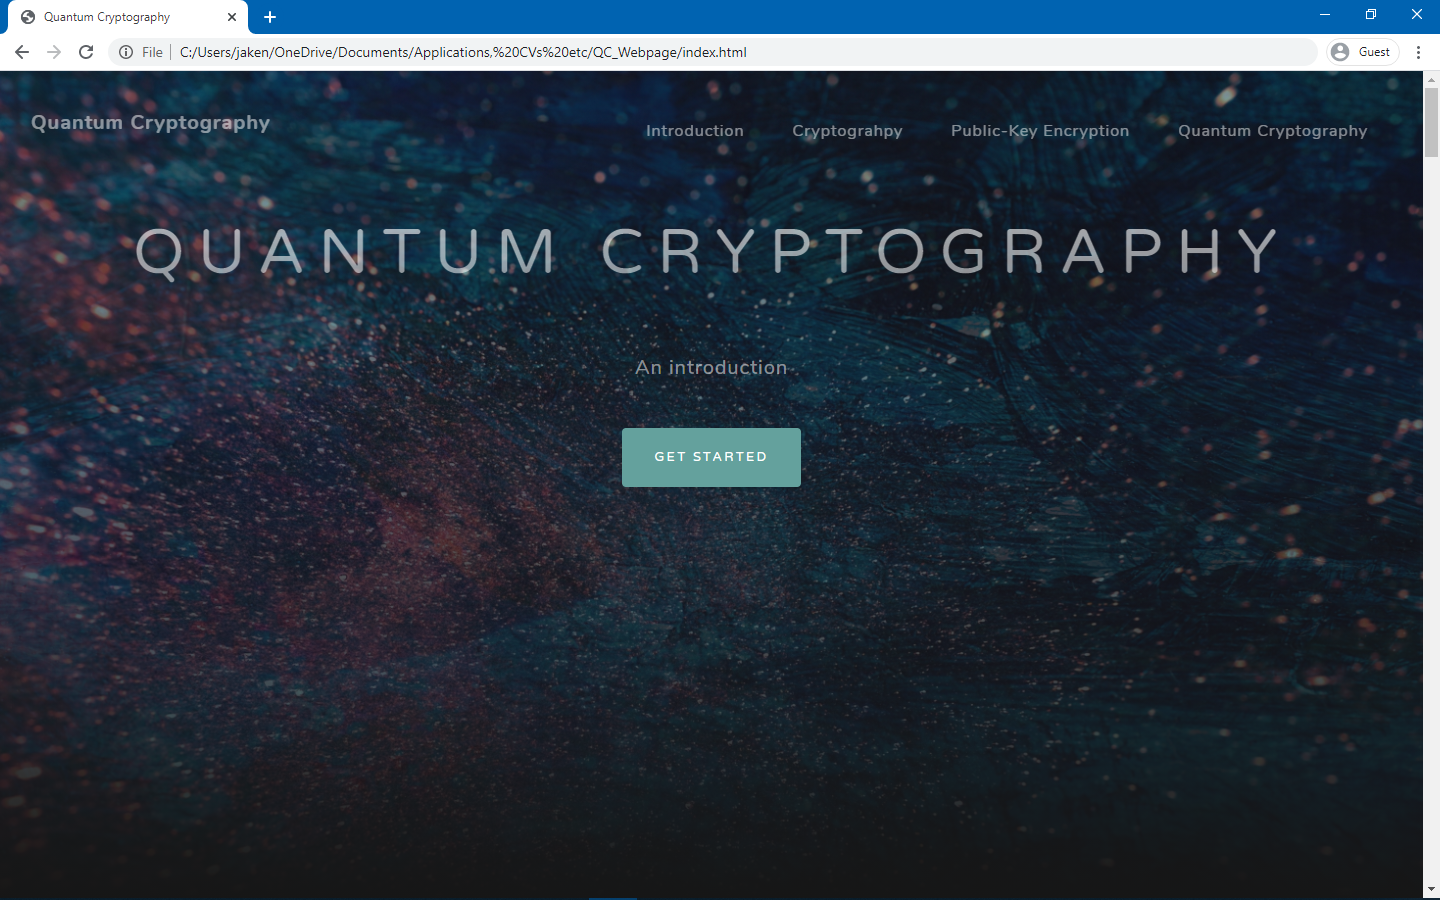 Quantum Cryptography
File C:/Users/jaken/OneDrive/Documents/Applications,%20CVs%20etc/QC_Webpage/index.html Guest
Quantum Cryptography Introduction Cryptograhpy Public-Key Encryption Quantum Cryptography
QUANTUM CRYPTOGRAPHY
An introduction
GET STARTED